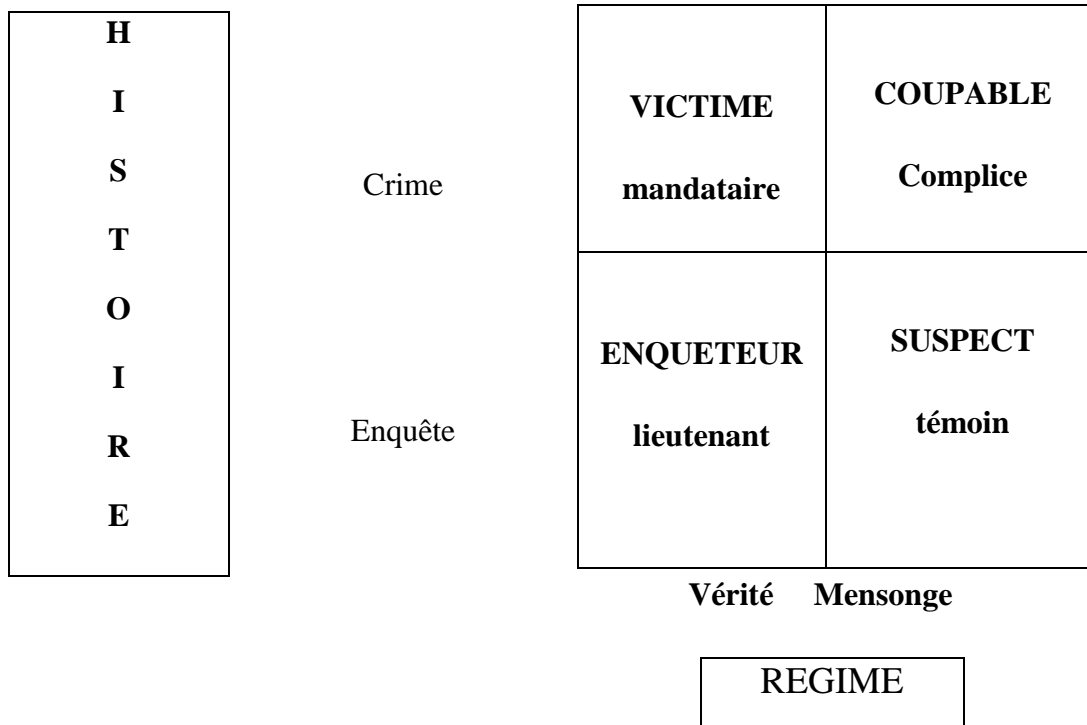 H
I
S
T
O
I
R
E
Crime
Enquête
VICTIME
mandataire
COUPABLE
Complice
ENQUETEUR
lieutenant
SUSPECT
témoin
Vérité Mensonge
REGIME